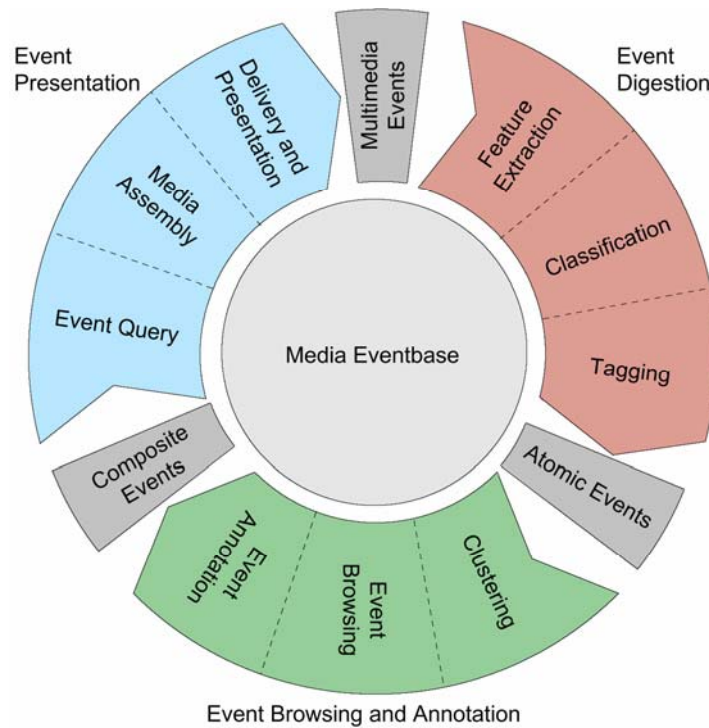 Event
Presentation
Delivery and
Presentation
Media
Assembly
Event Query
Multimedia
Events
Event
Digestion
Feature
Extraction
Classification
Tagging
Media Eventbase
Composite
Events
Atomic Events
Event
Annotation
Event
Browsing
Clustering
Event Browsing and Annotation